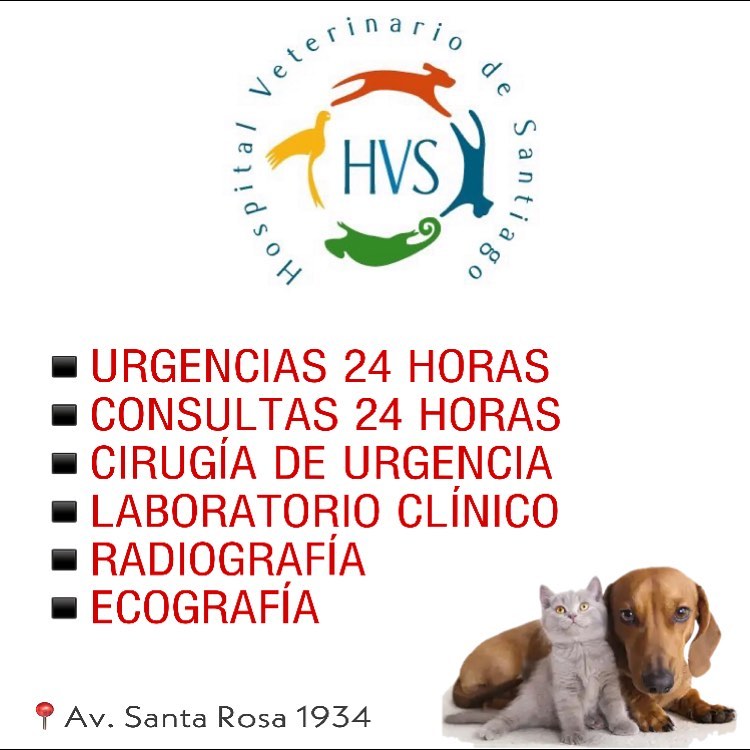 Hospital Veterinario de Santiago
HVS
URGENCIAS 24 HORAS
CONSULTAS 24 HORAS
CIRUGÍA DE URGENCIA
LABORATORIO CLÍNICO
RADIOGRAFÍA
ECOGRAFÍA
Av. Santa Rosa 1934